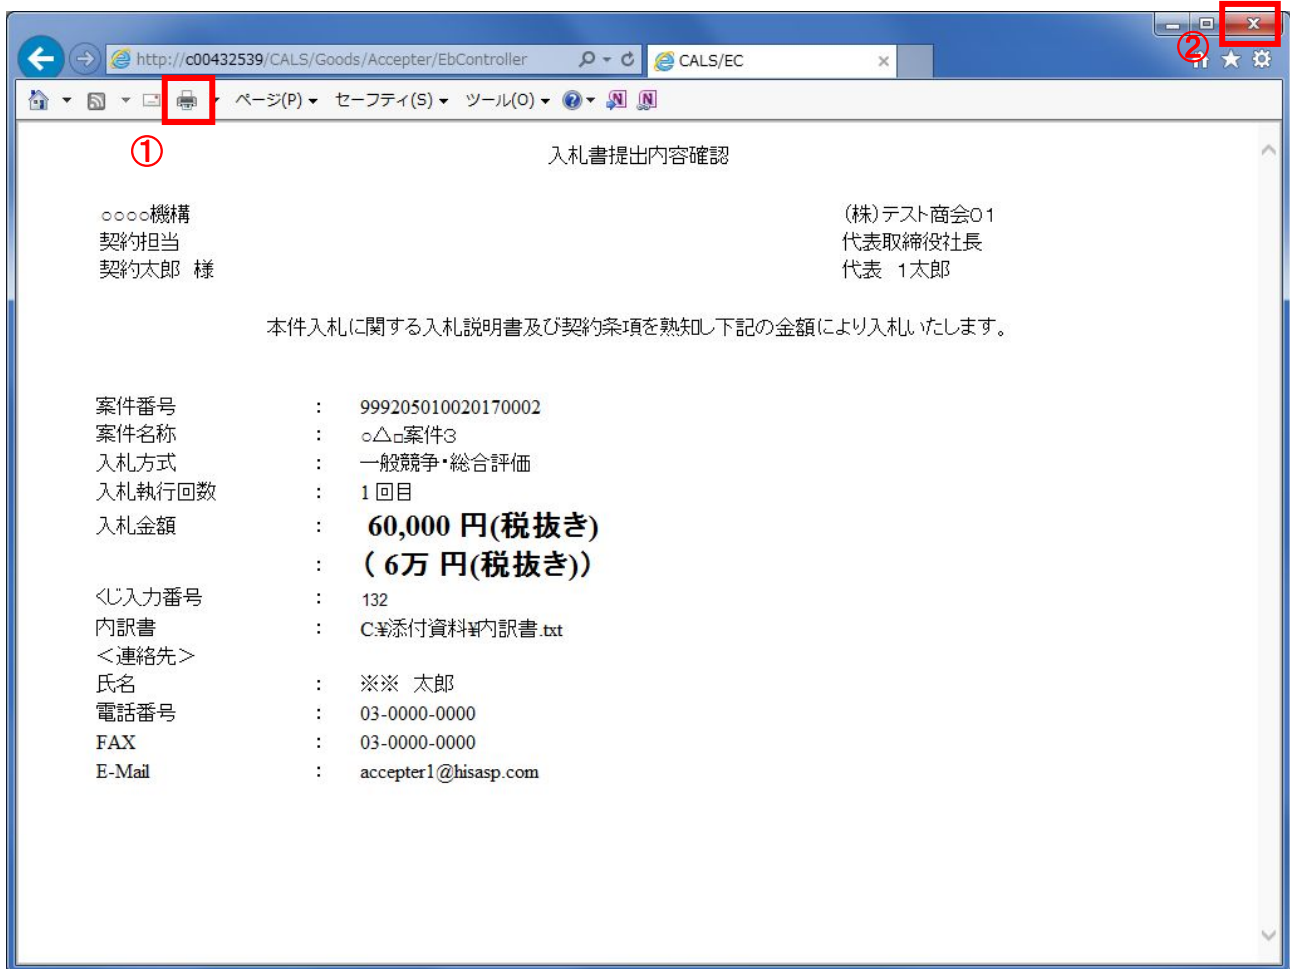 x
②
http://c00432539/CALS/Goods/Accepter/EbController
CALS/EC
ページ(P) セーフティ(S) ツール(O)
①
入札書提出内容確認
○○○○機構
契約担当
契約太郎 様
(株)テスト商会01
代表取締役社長
代表 1太郎
本件入札に関する入札説明書及び契約条項を熟知し下記の金額により入札いたします。
案件番号 : 999205010020170002
案件名称 : ○△□案件3
入札方式 : 一般競争・総合評価
入札執行回数 : 1回目
入札金額 : 60,000 円(税抜き)
: ( 6万 円(税抜き))
くじ入力番号 : 132
内訳書 : C:¥添付資料¥内訳書.txt
<連絡先>
氏名 : ※※ 太郎
電話番号 : 03-0000-0000
FAX : 03-0000-0000
E-Mail : accepter1@hisasp.com